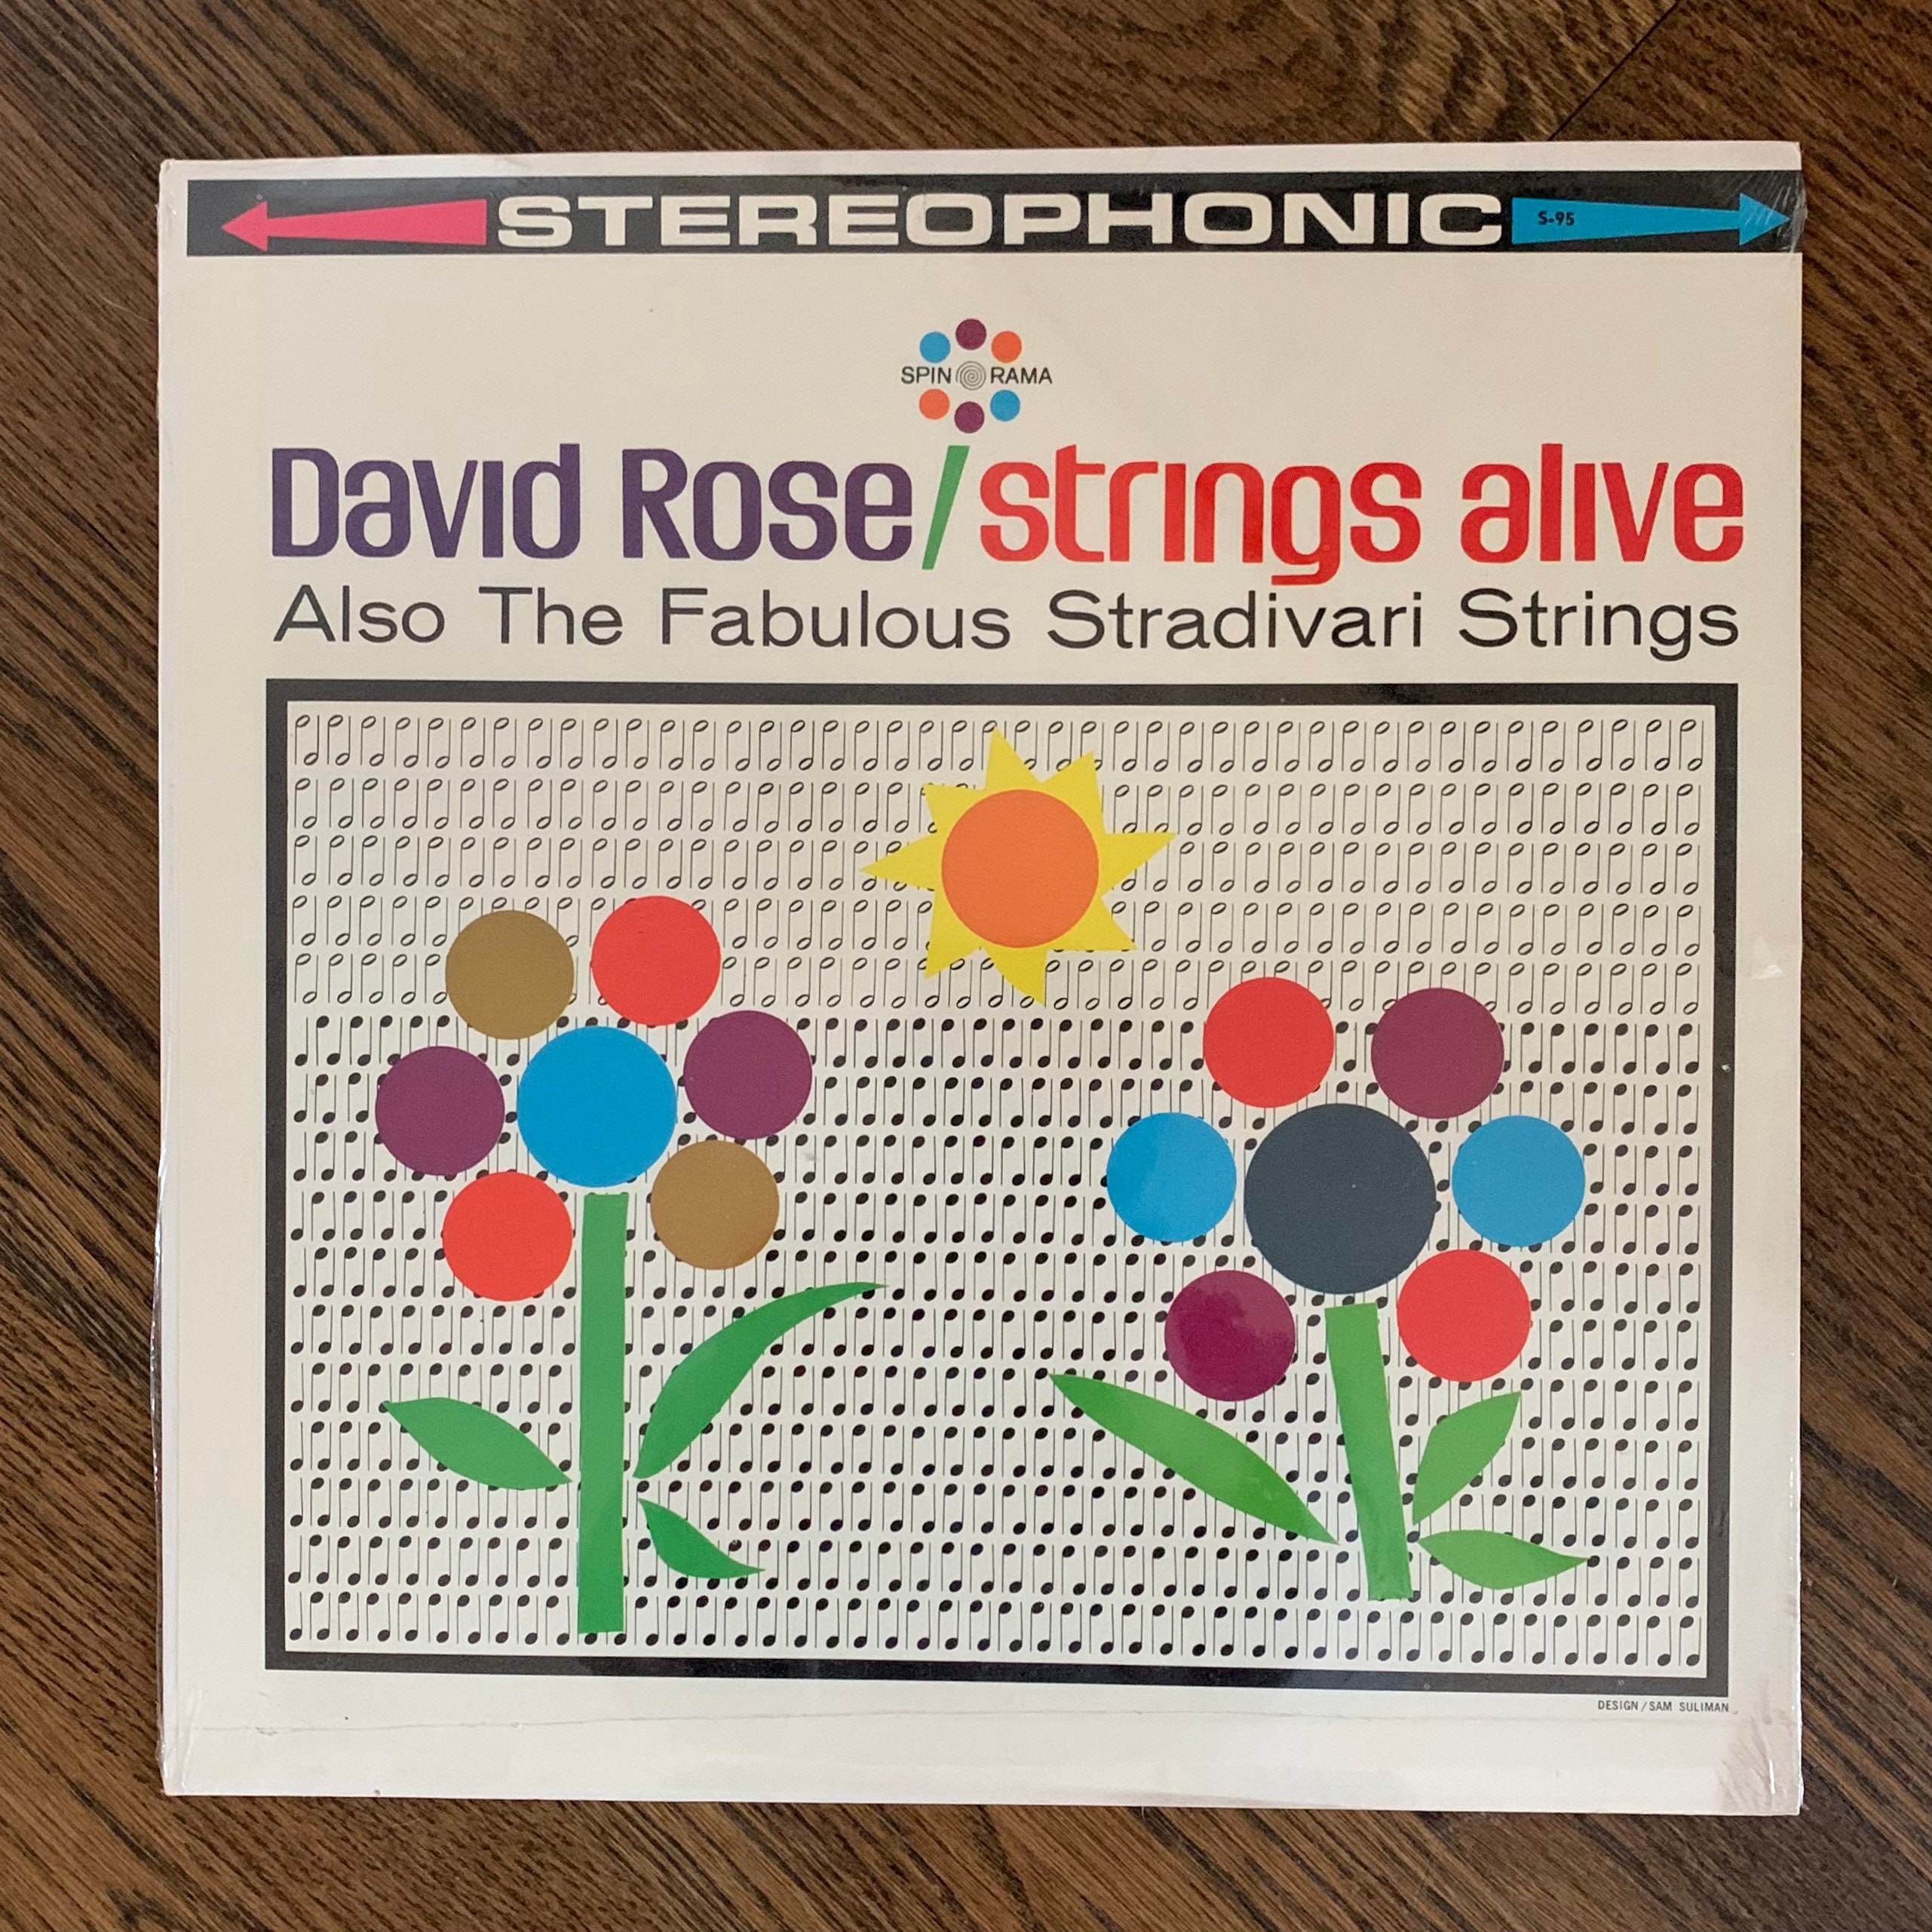 STEREOPHONIC S-95
SPIN O RAMA
David Rose/strings alive
Also The Fabulous Stradivari Strings
DESIGN/SAM SULIMAN